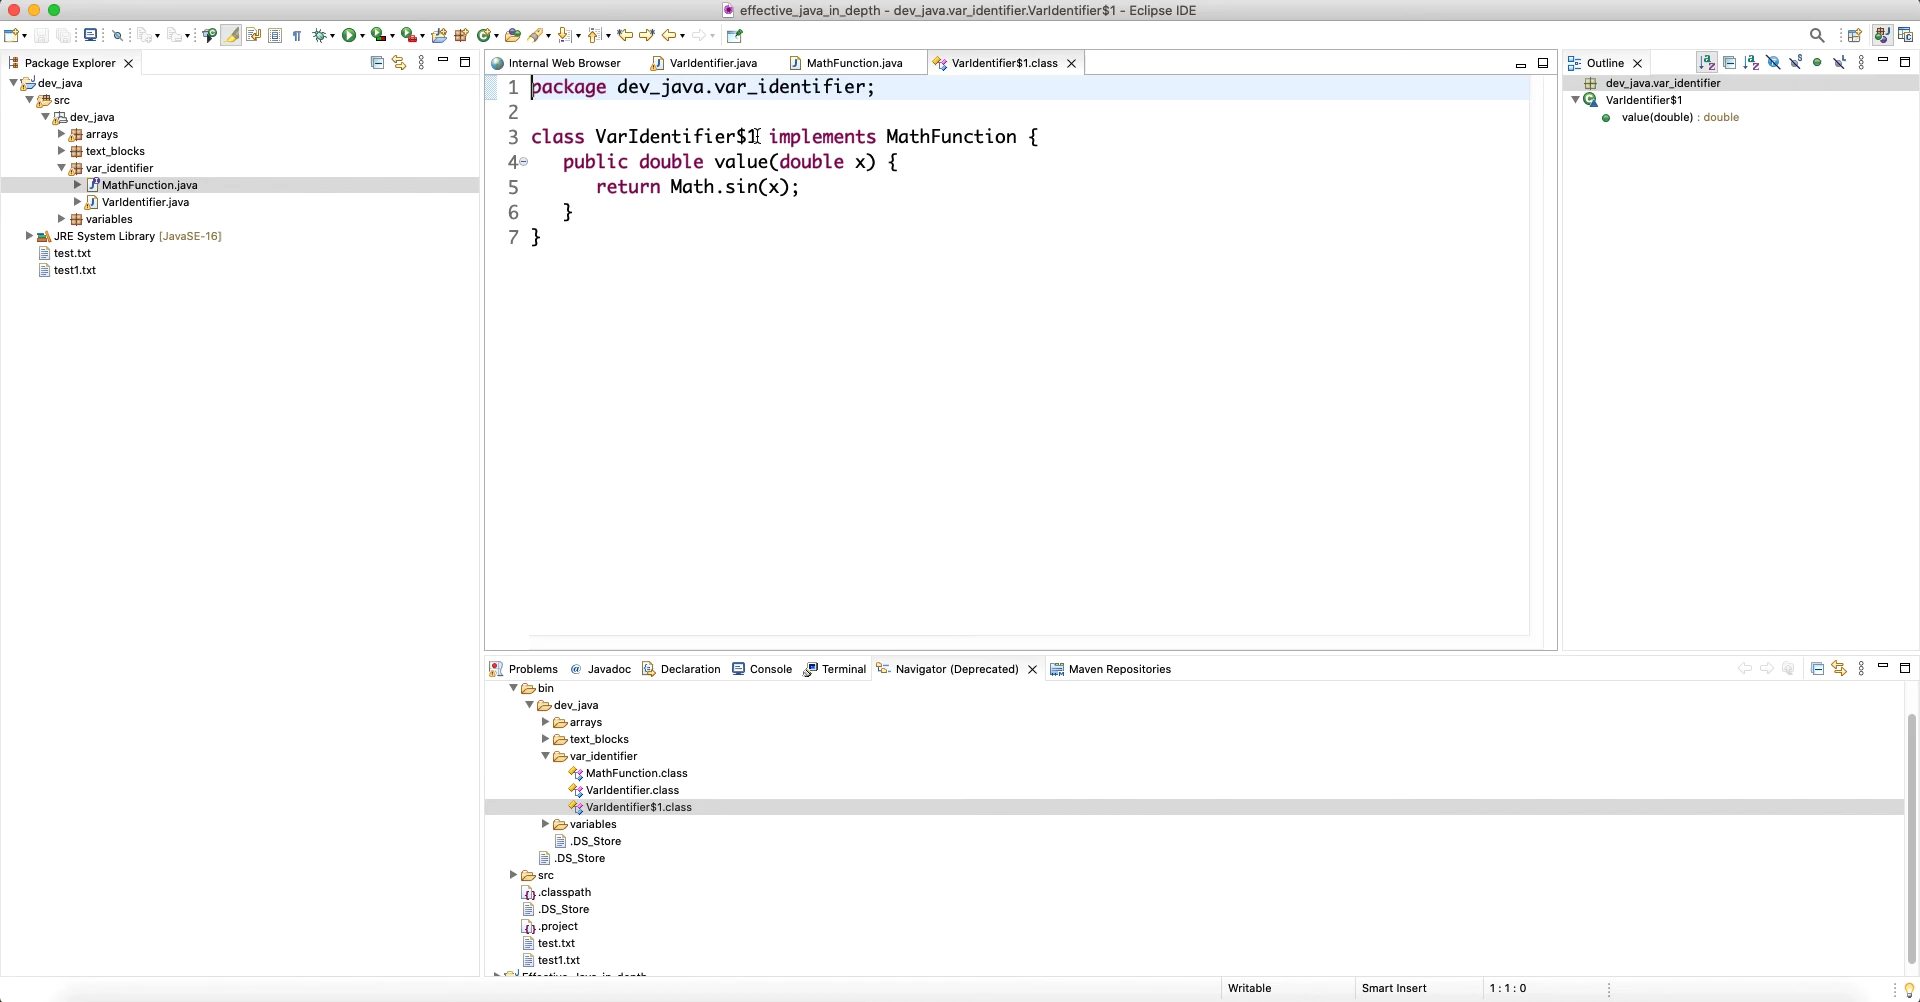 effective_java_in_depth - dev_java.var_identifier.VarIdentifier$1 - Eclipse IDE
Package Explorer
dev_java
src
dev_java
arrays
text_blocks
var_identifier
MathFunction.java
VarIdentifier.java
variables
JRE System Library [JavaSE-16]
test.txt
test1.txt
Internal Web Browser
VarIdentifier.java
MathFunction.java
VarIdentifier$1.class
1 package dev_java.var_identifier;
2
3 class VarIdentifier$1 implements MathFunction {
4 public double value(double x) {
5 return Math.sin(x);
6 }
7 }
Outline
dev_java.var_identifier
VarIdentifier$1
value(double) : double
Problems
Javadoc
Declaration
Console
Terminal
Navigator (Deprecated)
Maven Repositories
bin
dev_java
arrays
text_blocks
var_identifier
MathFunction.class
VarIdentifier.class
VarIdentifier$1.class
variables
.DS_Store
.DS_Store
src
.classpath
.DS_Store
.project
test.txt
test1.txt
Writable
Smart Insert
1 : 1 : 0